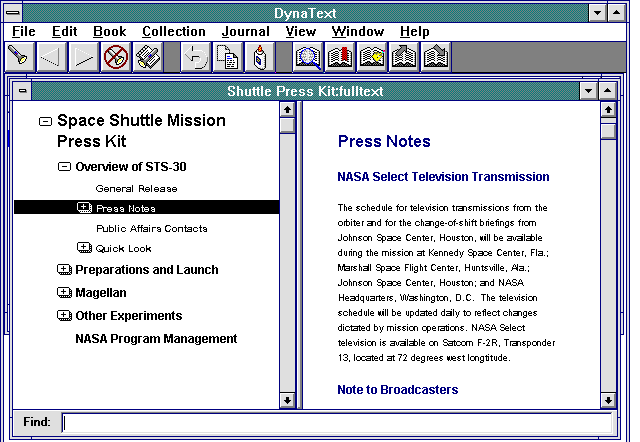 DynaText
File Edit Book Collection Journal View Window Help
Shuttle Press Kit:fulltext
Space Shuttle Mission
Press Kit
Overview of STS-30
General Release
Press Notes
Public Affairs Contacts
Quick Look
Preparations and Launch
Magellan
Other Experiments
NASA Program Management
Press Notes
NASA Select Television Transmission
The schedule for television transmissions from the
orbiter and for the change-of-shift briefings from
Johnson Space Center, Houston, will be available
during the mission at Kennedy Space Center, Fla.;
Marshall Space Flight Center, Huntsville, Ala.;
Johnson Space Center, Houston; and NASA
Headquarters, Washington, D.C. The television
schedule will be updated daily to reflect changes
dictated by mission operations. NASA Select
television is available on Satcom F-2R, Transponder
13, located at 72 degrees west longtitude.
Note to Broadcasters
Find: